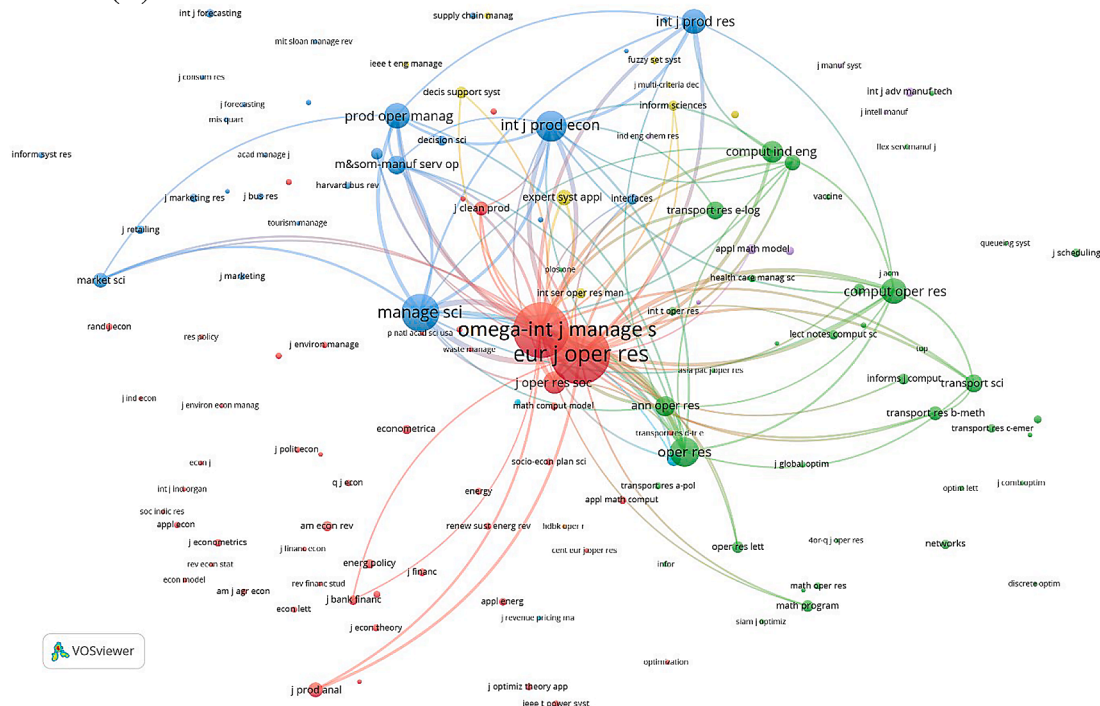 int j forecasting
supply chain manag
int j prod res
mit sloan manage rev
ieee t eng manage
fuzzy set syst
j manuf syst
j consum res
j multi-criteria dec
decis support syst
int j adv manuf tech
j forecasting
inform sciences
j intell manuf
mis quart
prod oper manag
int j prod econ
ind eng chem res
decision sci
flex serv manuf j
inform syst res
acad manage j
comput ind eng
m&som-manuf serv op
harvard bus rev
j marketing res
j bus res
expert syst appl
interfaces
vaccine
j clean prod
transport res e-log
tourism manage
j retailing
queueing syst
appl math model
j scheduling
plos one
j acm
market sci
j marketing
health care manag sc
int ser oper res man
comput oper res
manage sci
int t oper res
rand j econ
omega-int j manage s
p natl acad sci usa
lect notes comput sc
res policy
j environ manage
waste manage
eur j oper res
top
asia pac j oper res
j oper res soc
informs j comput
transport sci
j ind econ
j environ econ manag
math comput model
ann oper res
transport res b-meth
econometrica
transport res d-tr e
transport res c-emer
j polit econ
oper res
econ j
socio-econ plan sci
j global optim
q j econ
int j ind organ
energy
transport res a-pol
optim lett
j comb optim
appl math comput
soc indic res
appl econ
am econ rev
renew sust energ rev
hdbk oper r
j econometrics
j financ econ
cent eur j oper res
oper res lett
4or-q j oper res
networks
rev econ stat
energ policy
infor
econ model
rev financ stud
j financ
discrete optim
am j agr econ
math oper res
j bank financ
appl energ
econ lett
math program
j revenue pricing ma
siam j optimiz
j econ theory
VOSviewer
optimization
j prod anal
j optimiz theory app
ieee t power syst